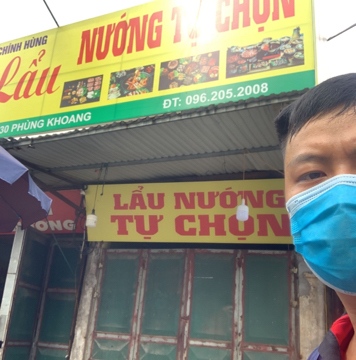 CHÍNH HÙNG
Lẩu NƯỚNG TỰ CHỌN
30 PHÙNG KHOANG
ĐT: 096.205.2008
LẨU NƯỚNG
TỰ CHỌN